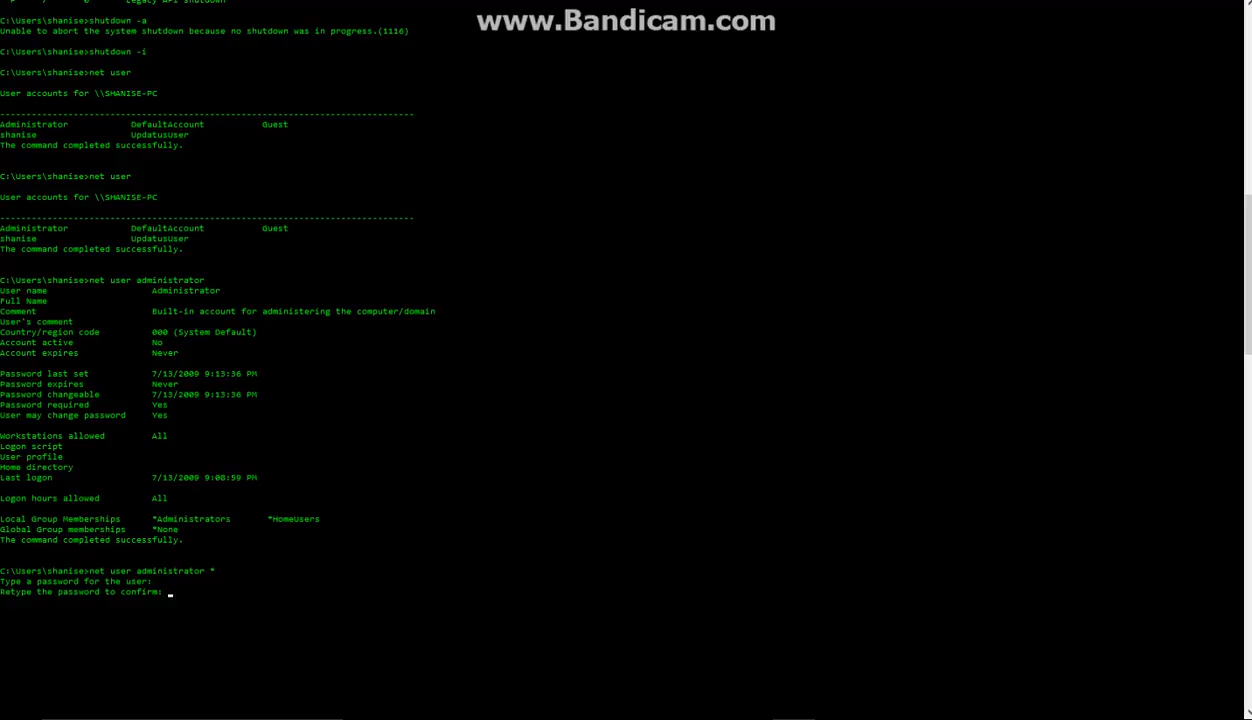 www.Bandicam.com
Legacy API shutdown
C:\Users\shanise>shutdown -a
Unable to abort the system shutdown because no shutdown was in progress.(1116)
C:\Users\shanise>shutdown -i
C:\Users\shanise>net user
User accounts for \\SHANISE-PC
-------------------------------------------------------------------------------
Administrator DefaultAccount Guest
shanise UpdatusUser
The command completed successfully.
C:\Users\shanise>net user
User accounts for \\SHANISE-PC
-------------------------------------------------------------------------------
Administrator DefaultAccount Guest
shanise UpdatusUser
The command completed successfully.
C:\Users\shanise>net user administrator
User name Administrator
Full Name
Comment Built-in account for administering the computer/domain
User's comment
Country/region code 000 (System Default)
Account active No
Account expires Never
Password last set 7/13/2009 9:13:36 PM
Password expires Never
Password changeable 7/13/2009 9:13:36 PM
Password required Yes
User may change password Yes
Workstations allowed All
Logon script
User profile
Home directory
Last logon 7/13/2009 9:08:59 PM
Logon hours allowed All
Local Group Memberships *Administrators *HomeUsers
Global Group memberships *None
The command completed successfully.
C:\Users\shanise>net user administrator *
Type a password for the user:
Retype the password to confirm: